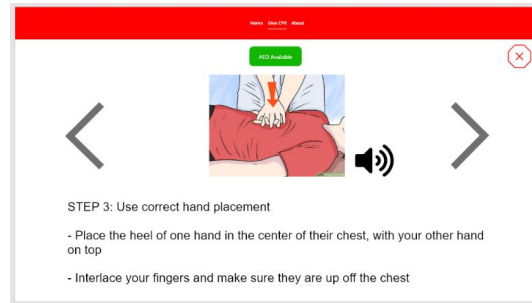 Home Give CPR About
AED Available
STEP 3: Use correct hand placement
- Place the heel of one hand in the center of their chest, with your other hand
on top
- Interlace your fingers and make sure they are up off the chest